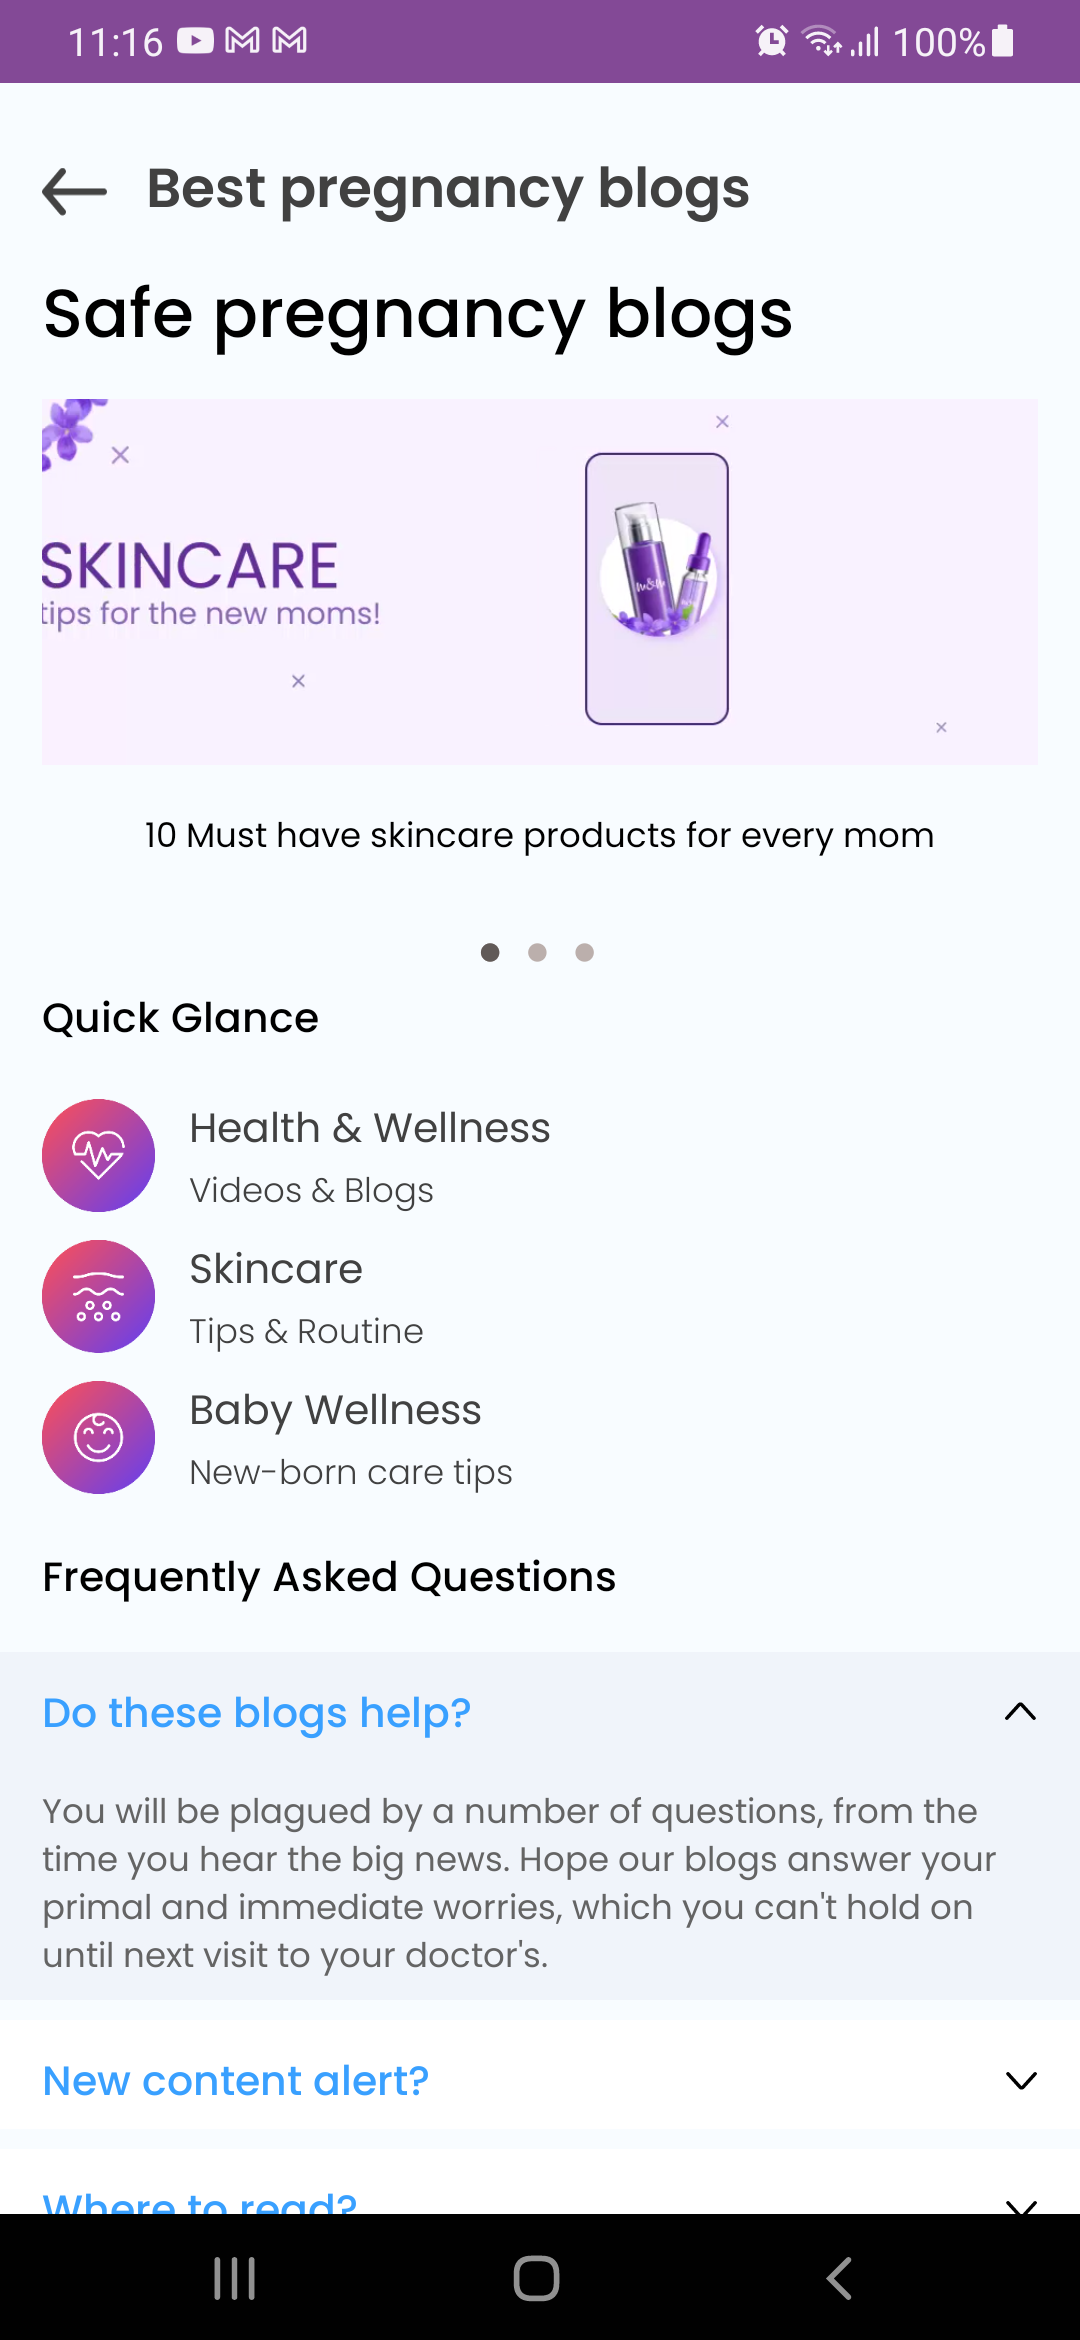 11:16
100%
Best pregnancy blogs
Safe pregnancy blogs
SKINCARE
tips for the new moms!
m&m
10 Must have skincare products for every mom
Quick Glance
Health & Wellness
Videos & Blogs
Skincare
Tips & Routine
Baby Wellness
New-born care tips
Frequently Asked Questions
Do these blogs help?
You will be plagued by a number of questions, from the
time you hear the big news. Hope our blogs answer your
primal and immediate worries, which you can't hold on
until next visit to your doctor's.
New content alert?
Where to read?